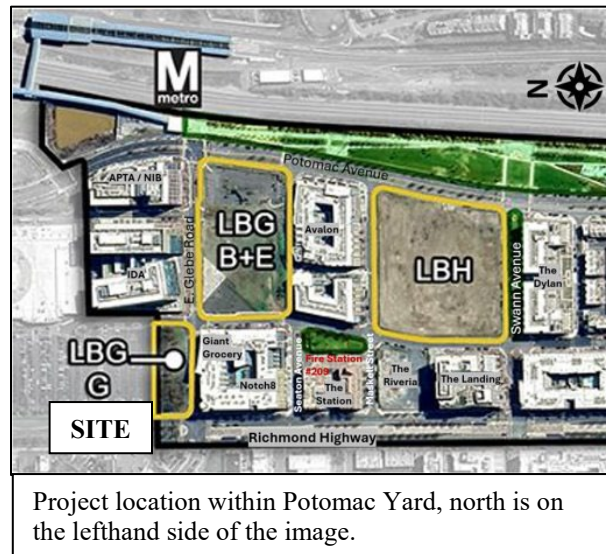 M
metro
N
Potomac Avenue
APTA / NIB
E. Glebe Road
LBG
B+E
Avalon
LBH
Swann Avenue
The
Dylan
IDA
LBG
G
Giant
Grocery
Notch8
Seaton Avenue
Fire Station
#209
The
Station
Maskell Street
The
Riveria
The Landing
SITE
Richmond Highway
Project location within Potomac Yard, north is on
the lefthand side of the image.